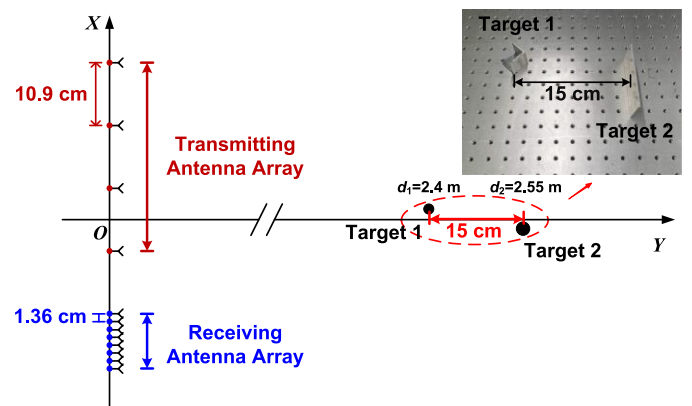 X
Target 1
15 cm
Target 2
10.9 cm
Transmitting
Antenna Array
d1=2.4 m
d2=2.55 m
O
Target 1
15 cm
Target 2
Y
1.36 cm
Receiving
Antenna Array